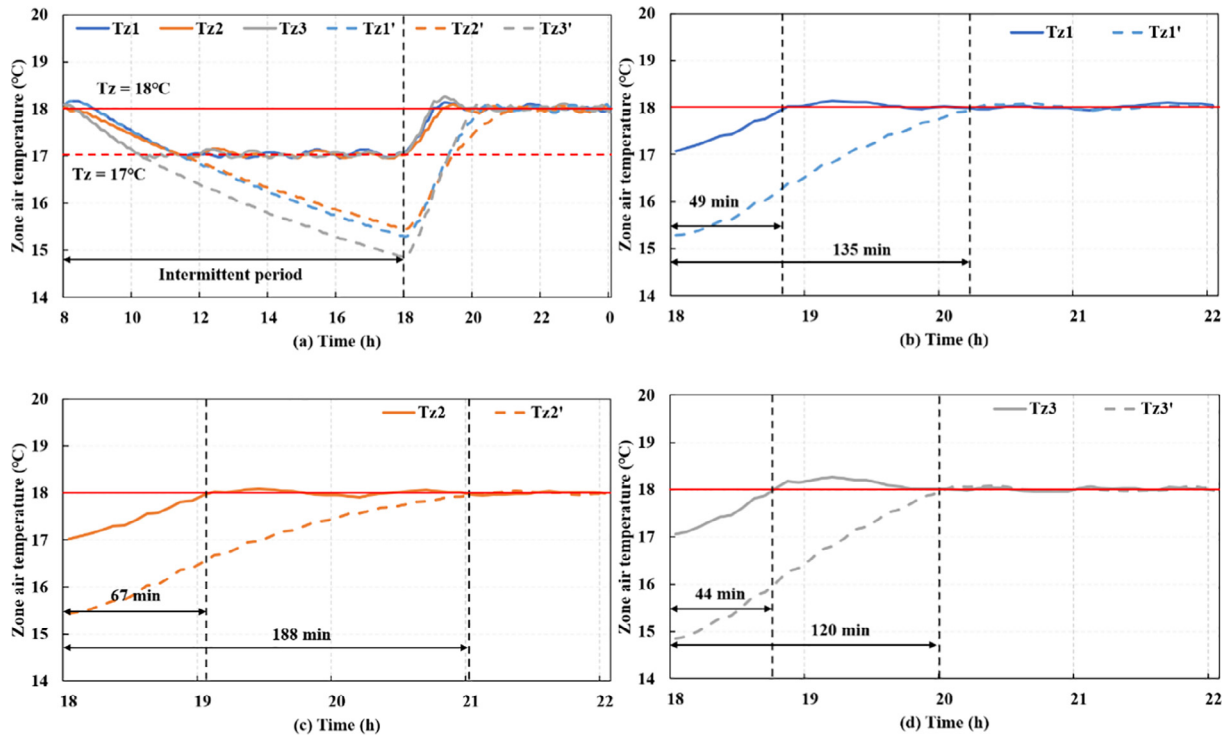 Tz1 Tz2 Tz3 Tz1' Tz2' Tz3'
Zone air temperature (°C)
20
19
18
17
16
15
14
Tz = 18°C
Tz = 17°C
Intermittent period
8 10 12 14 16 18 20 22 0
(a) Time (h)
Tz1 Tz1'
Zone air temperature (°C)
20
19
18
17
16
15
14
49 min
135 min
18 19 20 21 22
(b) Time (h)
Tz2 Tz2'
Zone air temperature (°C)
20
19
18
17
16
15
14
67 min
188 min
18 19 20 21 22
(c) Time (h)
Tz3 Tz3'
Zone air temperature (°C)
20
19
18
17
16
15
14
44 min
120 min
18 19 20 21 22
(d) Time (h)